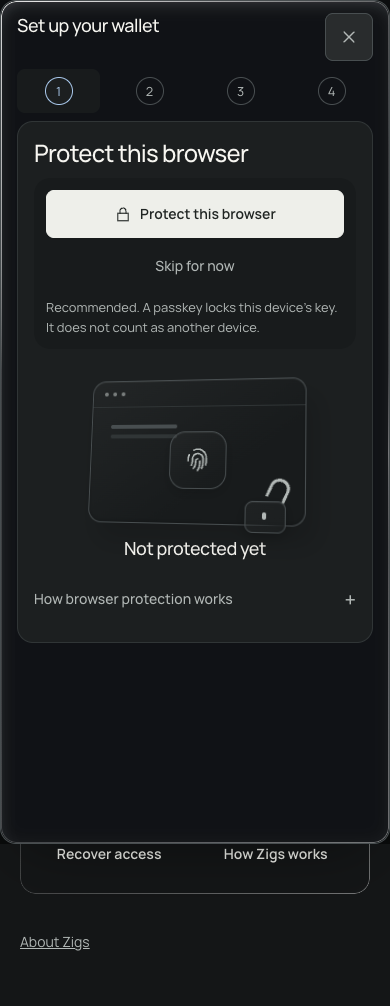 Set up your wallet
1
2
3
4
Protect this browser
Protect this browser
Skip for now
Recommended. A passkey locks this device's key.
It does not count as another device.
Not protected yet
How browser protection works
+
Recover access
How Zigs works
About Zigs